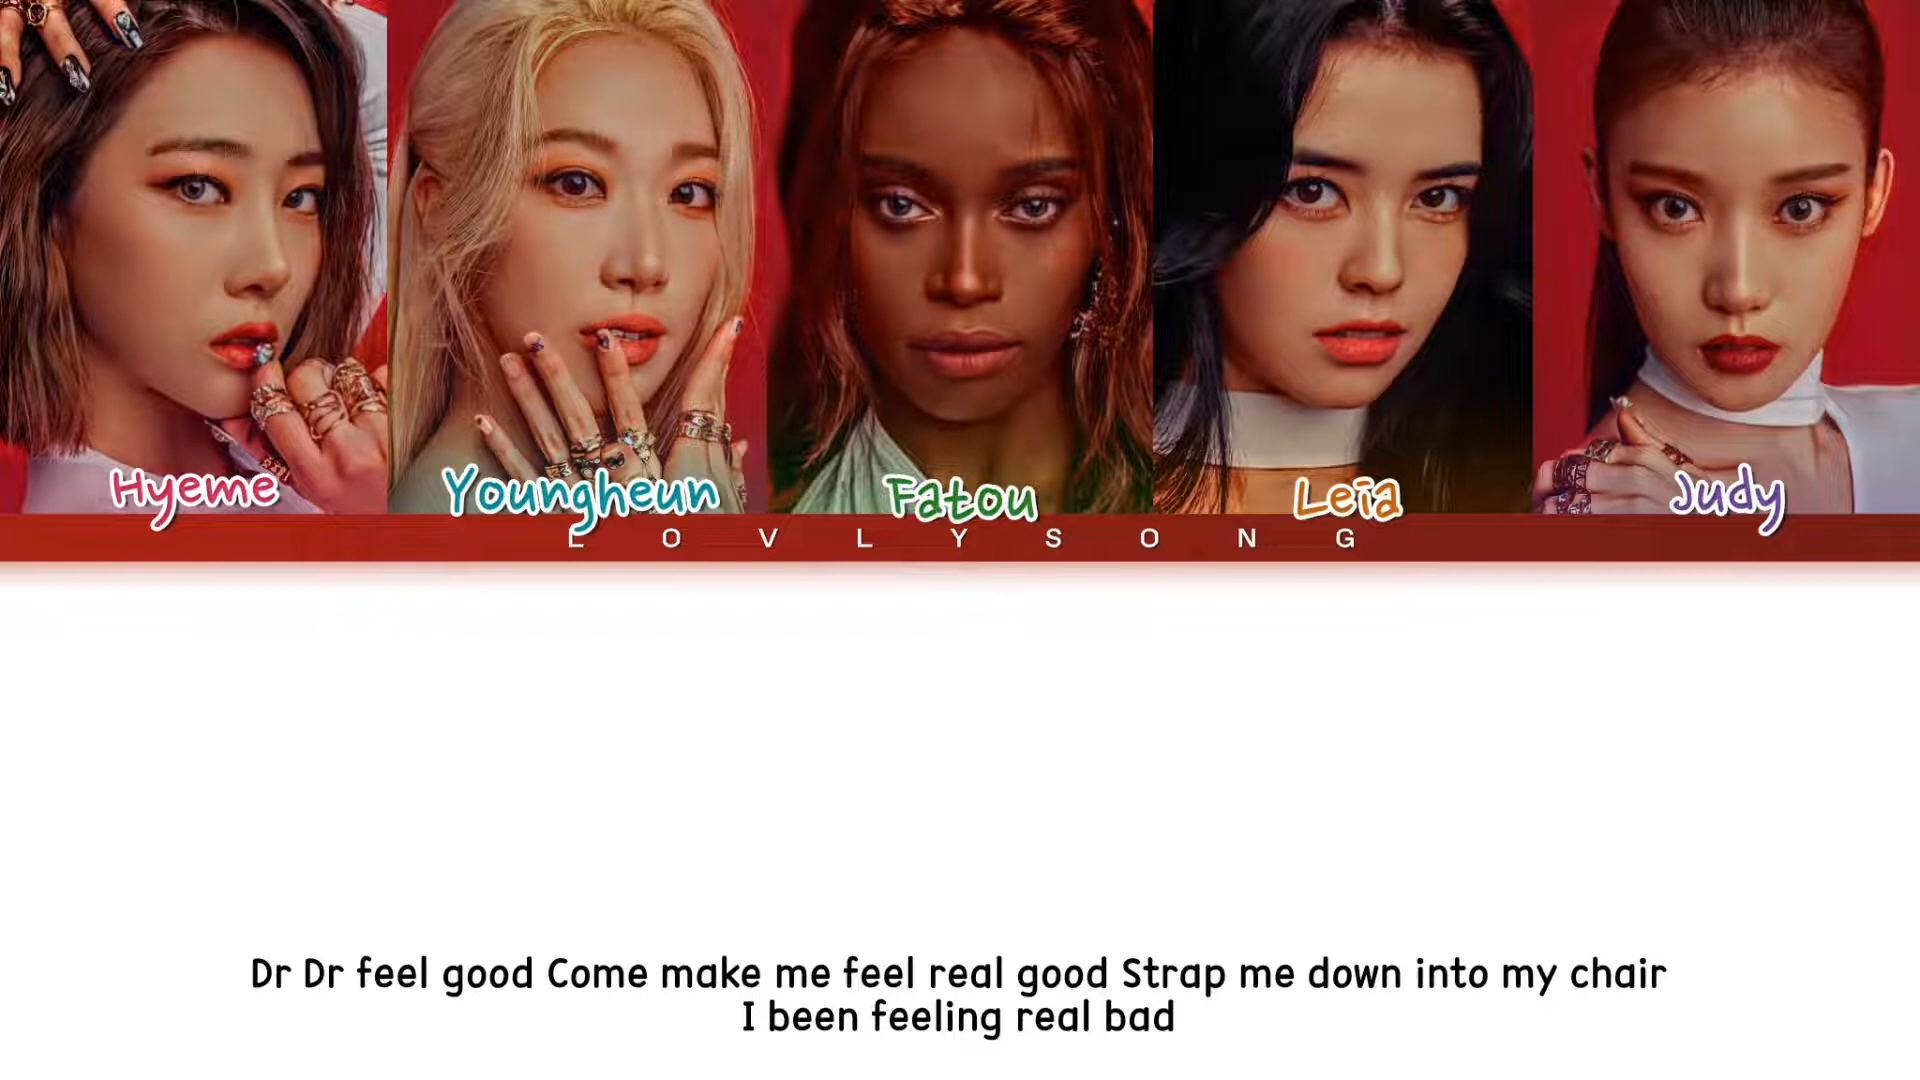 Hyeme
Youngheun
Fatou
Leia
Judy
LOVLYSONG
Dr Dr feel good Come make me feel real good Strap me down into my chair
I been feeling real bad